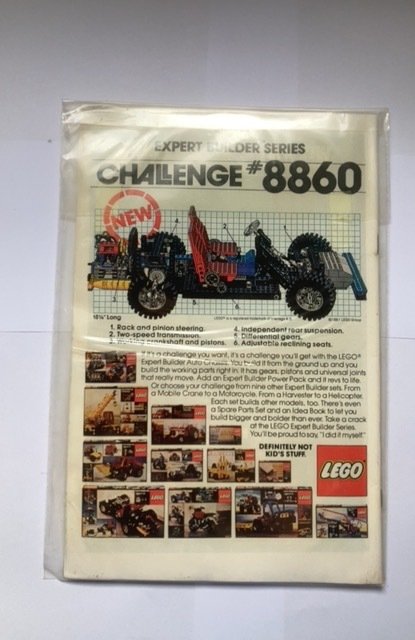 EXPERT BUILDER SERIES
CHALLENGE #8860
NEW
18¼" Long
1. Rack and pinion steering.
2. Two-speed transmission.
3. Working crankshaft and pistons.
4. Independent rear suspension.
5. Differential gears.
6. Adjustable reclining seats.
If it's a challenge you want, it's a challenge you'll get with the LEGO®
Expert Builder Auto Chassis. You build it from the ground up and you
build the working parts right in. It has gears, pistons and universal joints
that really move. Add an Expert Builder Power Pack and it revs to life.
Or choose your challenge from nine other Expert Builder sets. From
a Mobile Crane to a Motorcycle. From a Harvester to a Helicopter.
Each set builds other models, too. There's even
a Spare Parts Set and an Idea Book to let you
build bigger and bolder than ever. Take a crack
at the LEGO Expert Builder Series.
You'll be proud to say, "I did it myself."
DEFINITELY NOT
KID'S STUFF.
LEGO